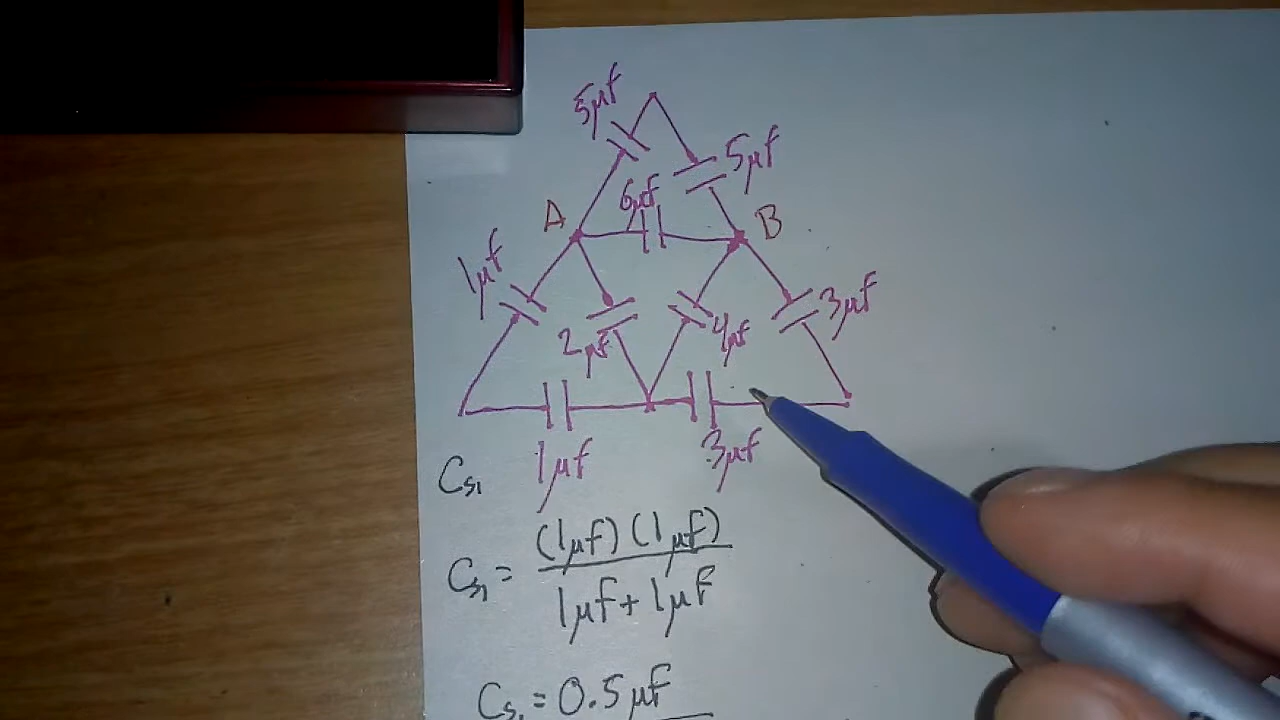 5μf
5μf
6μf
A
B
1μf
3μf
2μf
4μf
1μf
3μf
Cs1
Cs1 = (1μf)(1μf)
1μf + 1μf
Cs1 = 0.5μf